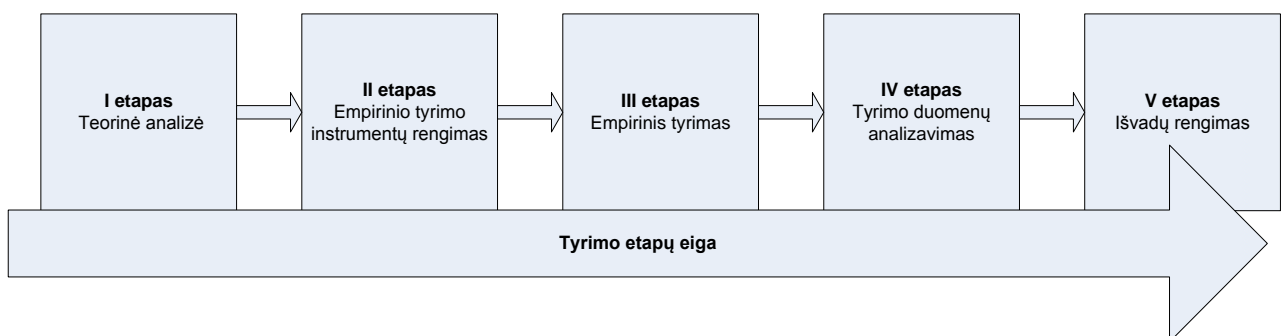 I etapas
Teorinė analizė
II etapas
Empirinio tyrimo
instrumentų rengimas
III etapas
Empirinis tyrimas
IV etapas
Tyrimo duomenų
analizavimas
V etapas
Išvadų rengimas
Tyrimo etapų eiga